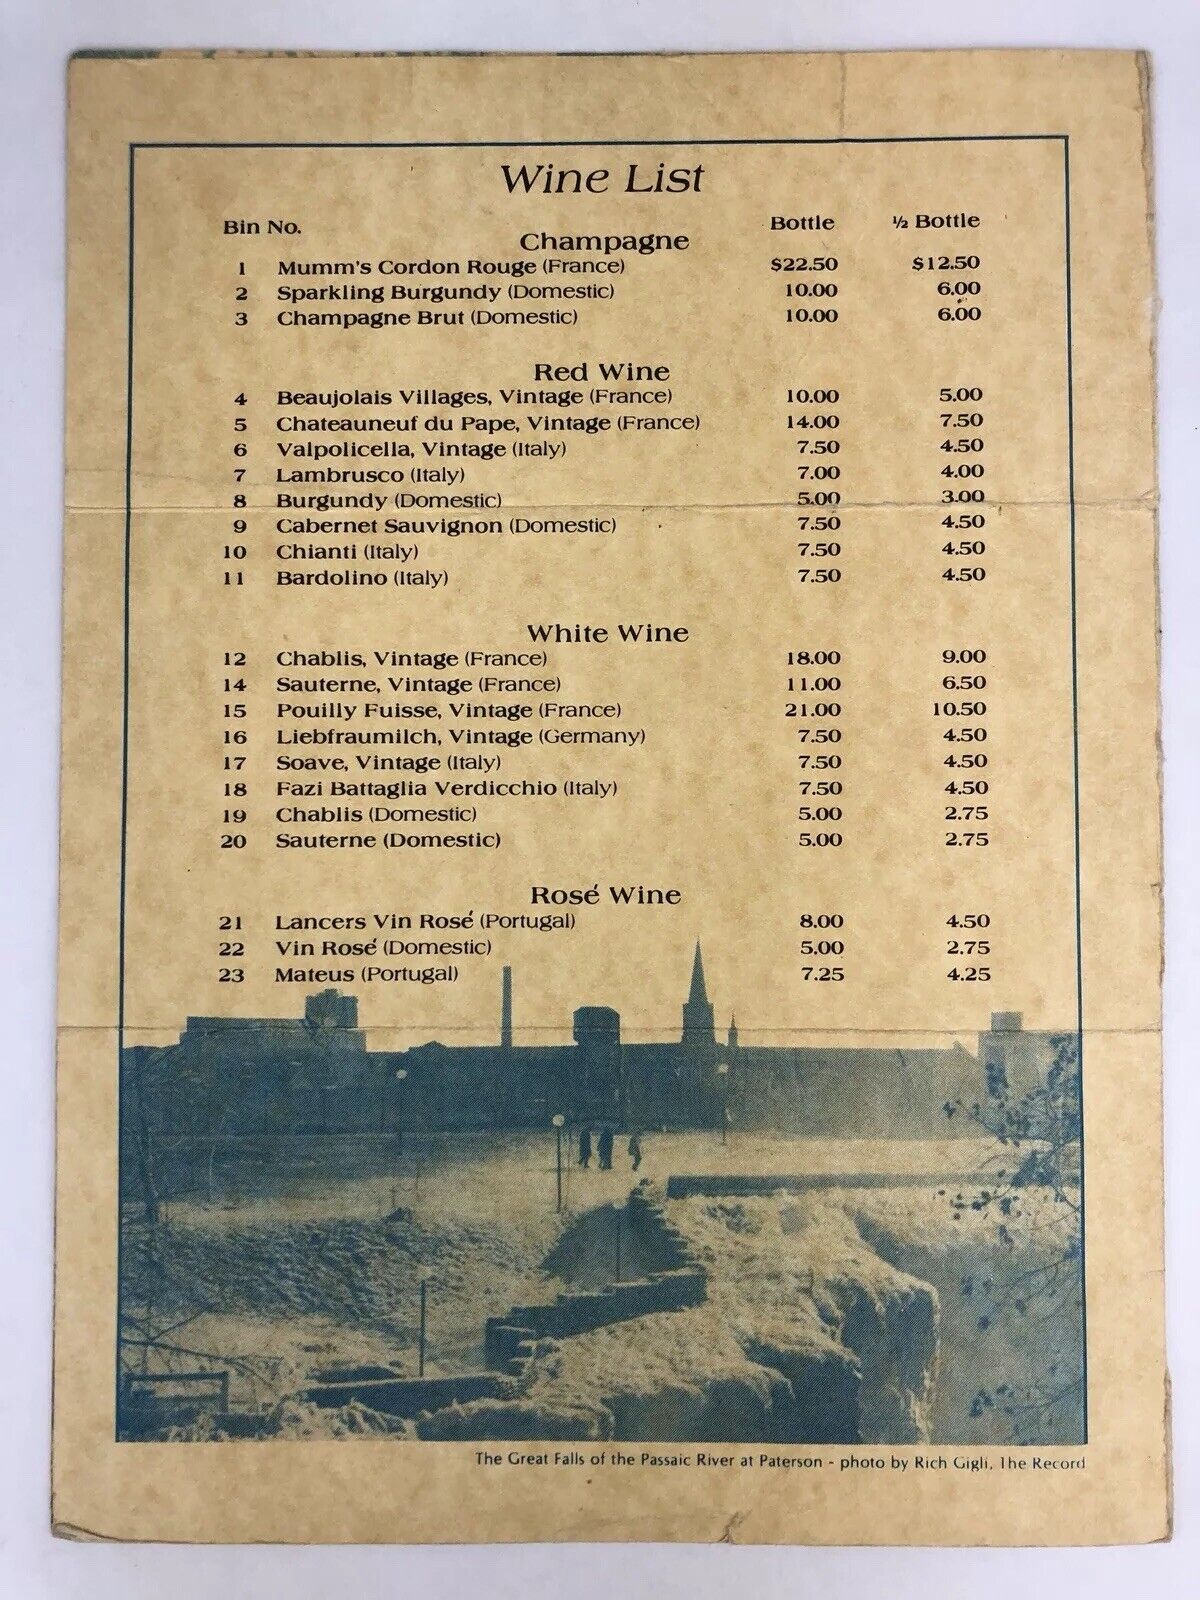 Wine List
Bin No. Bottle ½ Bottle
Champagne
1 Mumm's Cordon Rouge (France) $22.50 $12.50
2 Sparkling Burgundy (Domestic) 10.00 6.00
3 Champagne Brut (Domestic) 10.00 6.00
Red Wine
4 Beaujolais Villages, Vintage (France) 10.00 5.00
5 Chateauneuf du Pape, Vintage (France) 14.00 7.50
6 Valpolicella, Vintage (Italy) 7.50 4.50
7 Lambrusco (Italy) 7.00 4.00
8 Burgundy (Domestic) 5.00 3.00
9 Cabernet Sauvignon (Domestic) 7.50 4.50
10 Chianti (Italy) 7.50 4.50
11 Bardolino (Italy) 7.50 4.50
White Wine
12 Chablis, Vintage (France) 18.00 9.00
14 Sauterne, Vintage (France) 11.00 6.50
15 Pouilly Fuisse, Vintage (France) 21.00 10.50
16 Liebfraumilch, Vintage (Germany) 7.50 4.50
17 Soave, Vintage (Italy) 7.50 4.50
18 Fazi Battaglia Verdicchio (Italy) 7.50 4.50
19 Chablis (Domestic) 5.00 2.75
20 Sauterne (Domestic) 5.00 2.75
Rosé Wine
21 Lancers Vin Rosé (Portugal) 8.00 4.50
22 Vin Rosé (Domestic) 5.00 2.75
23 Mateus (Portugal) 7.25 4.25
The Great Falls of the Passaic River at Paterson - photo by Rich Gigli, The Record